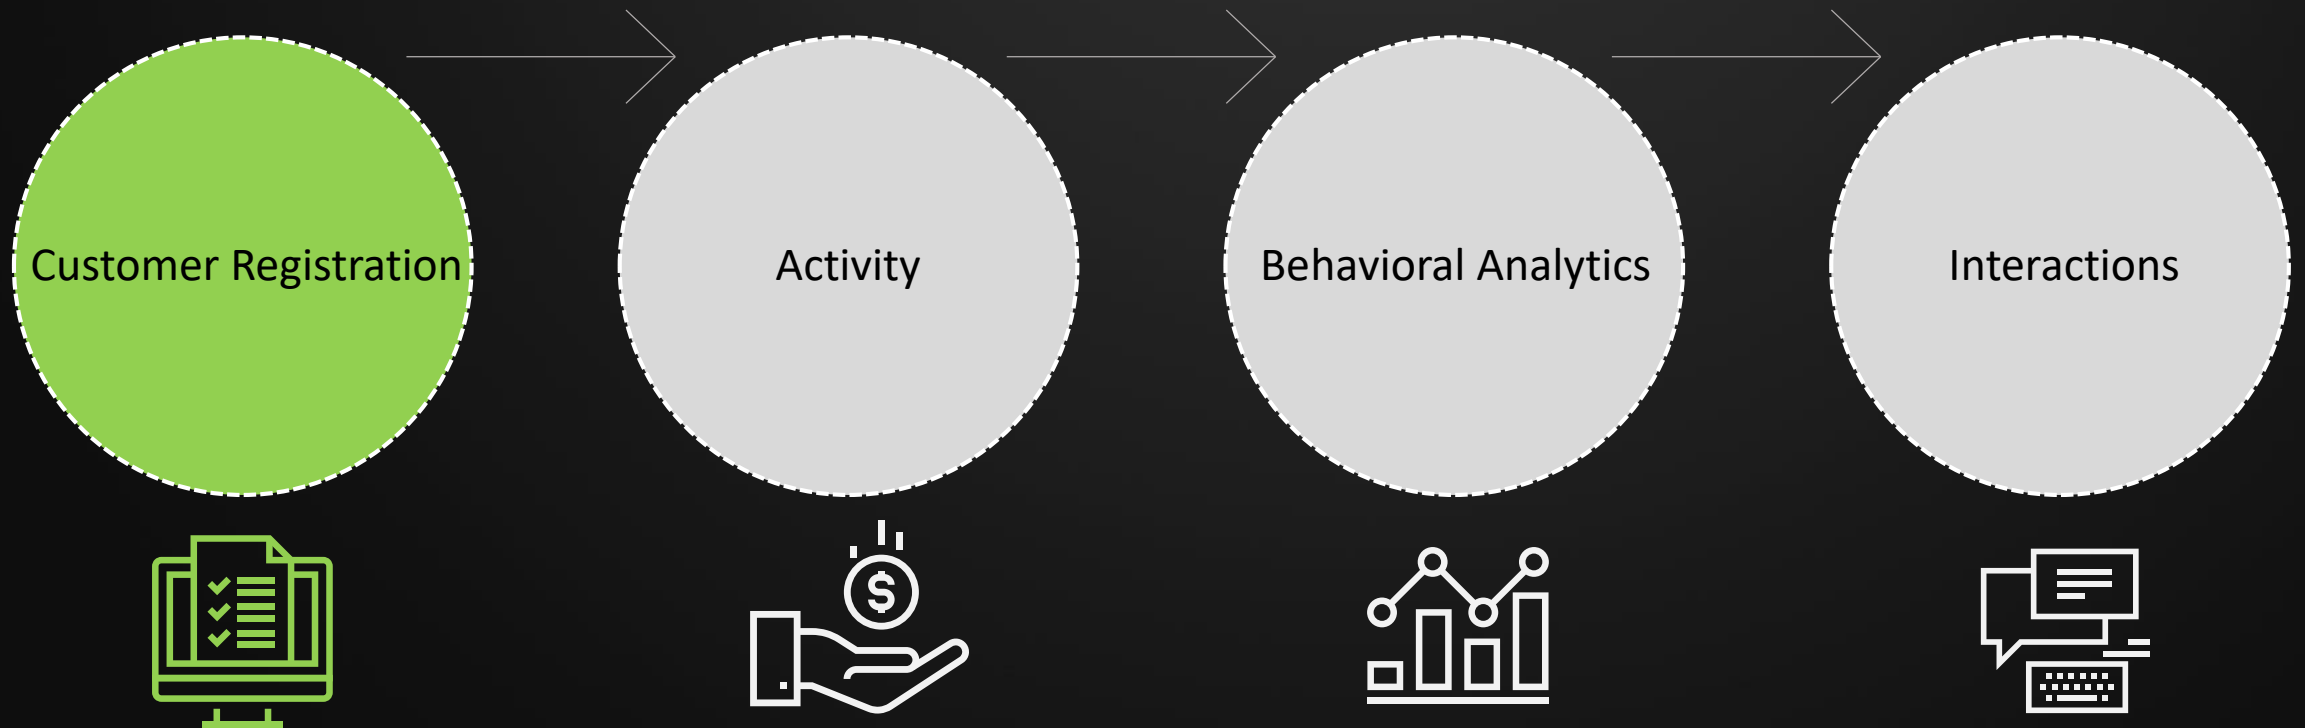 Customer Registration
Activity
Behavioral Analytics
Interactions
$